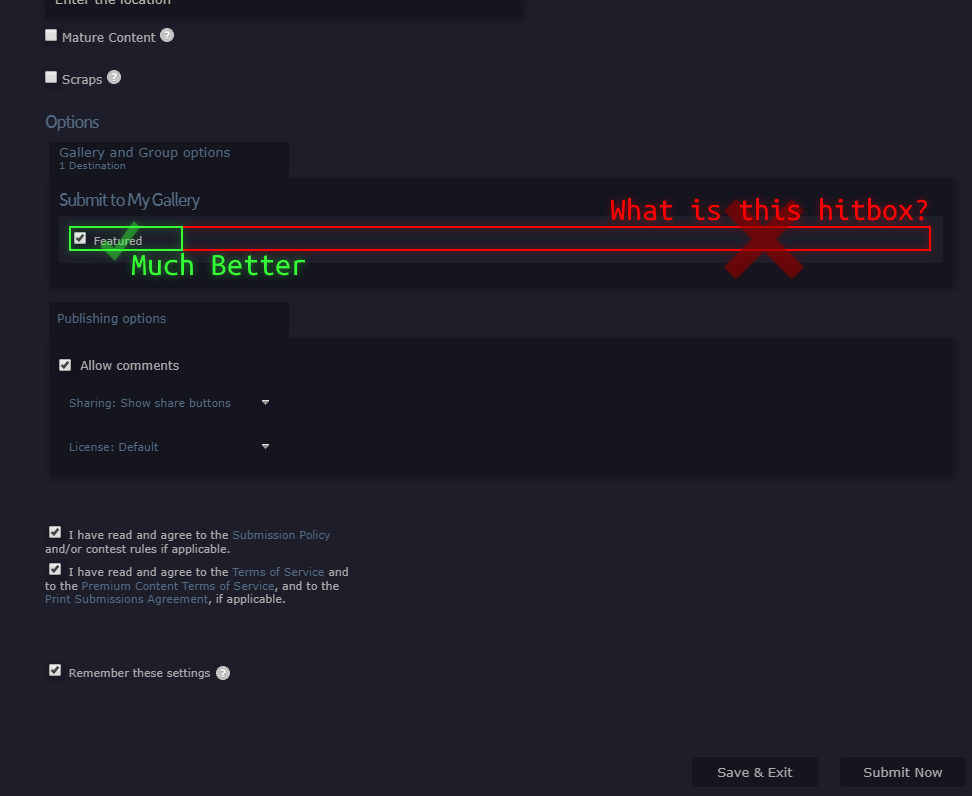 Enter the location
Mature Content ?
Scraps ?
Options
Gallery and Group options
1 Destination
Submit to My Gallery
What is this hitbox?
Featured
Much Better
Publishing options
Allow comments
Sharing: Show share buttons
License: Default
I have read and agree to the Submission Policy
and/or contest rules if applicable.
I have read and agree to the Terms of Service and
to the Premium Content Terms of Service, and to the
Print Submissions Agreement, if applicable.
Remember these settings ?
Save & Exit
Submit Now